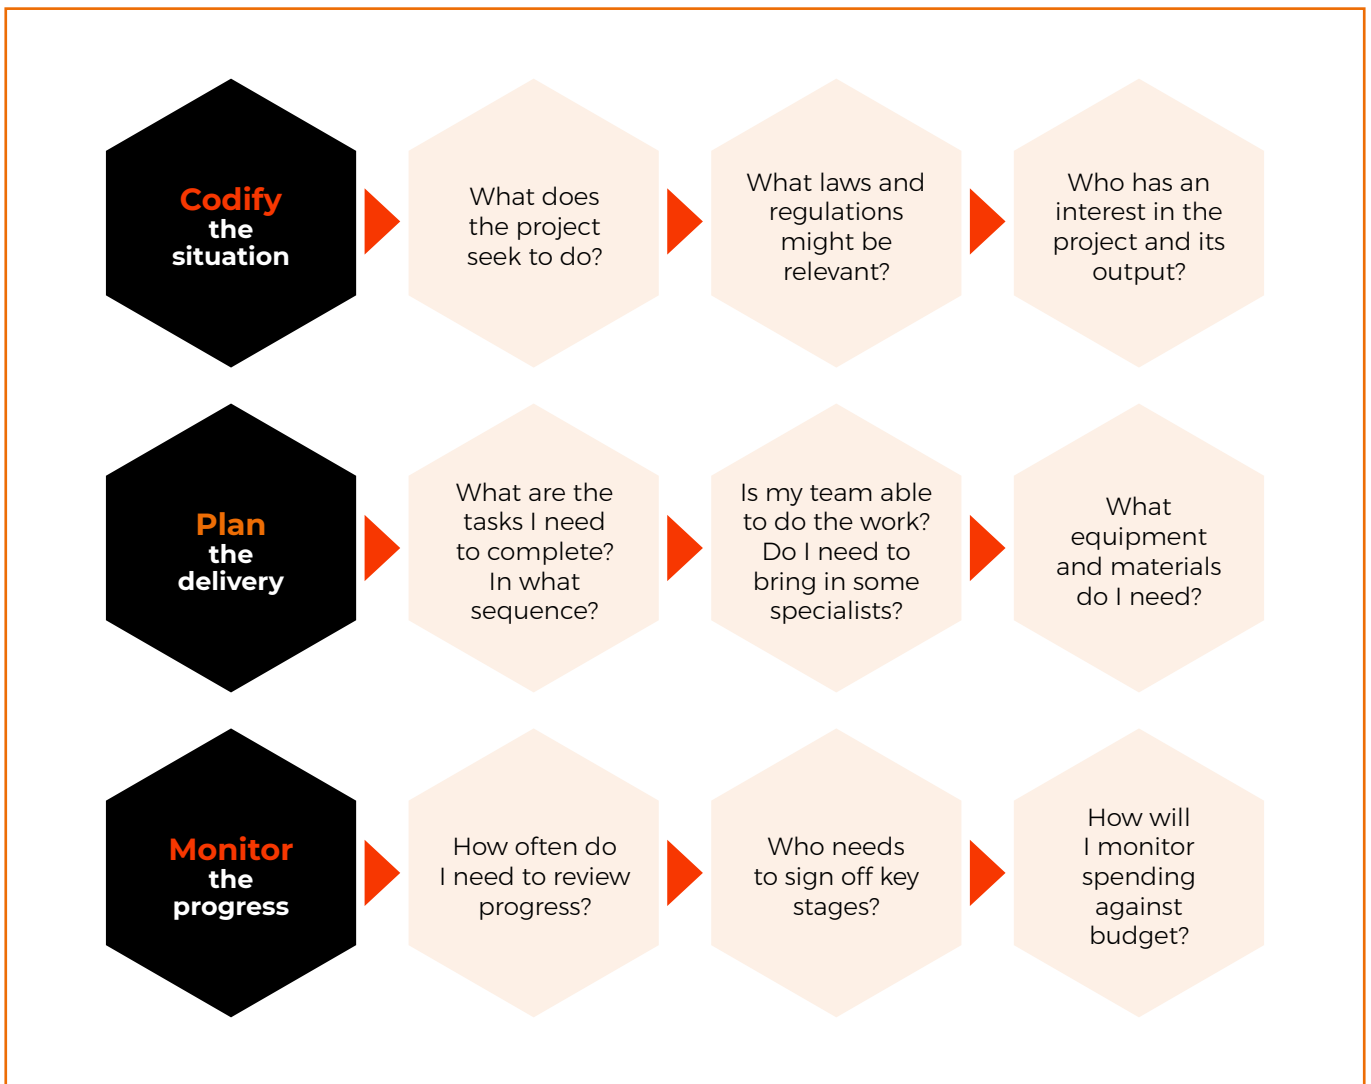 Codify
the
situation
What does
the project
seek to do?
What laws and
regulations
might be
relevant?
Who has an
interest in the
project and its
output?
Plan
the
delivery
What are the
tasks I need
to complete?
In what
sequence?
Is my team able
to do the work?
Do I need to
bring in some
specialists?
What
equipment
and materials
do I need?
Monitor
the
progress
How often do
I need to review
progress?
Who needs
to sign off key
stages?
How will
I monitor
spending
against
budget?